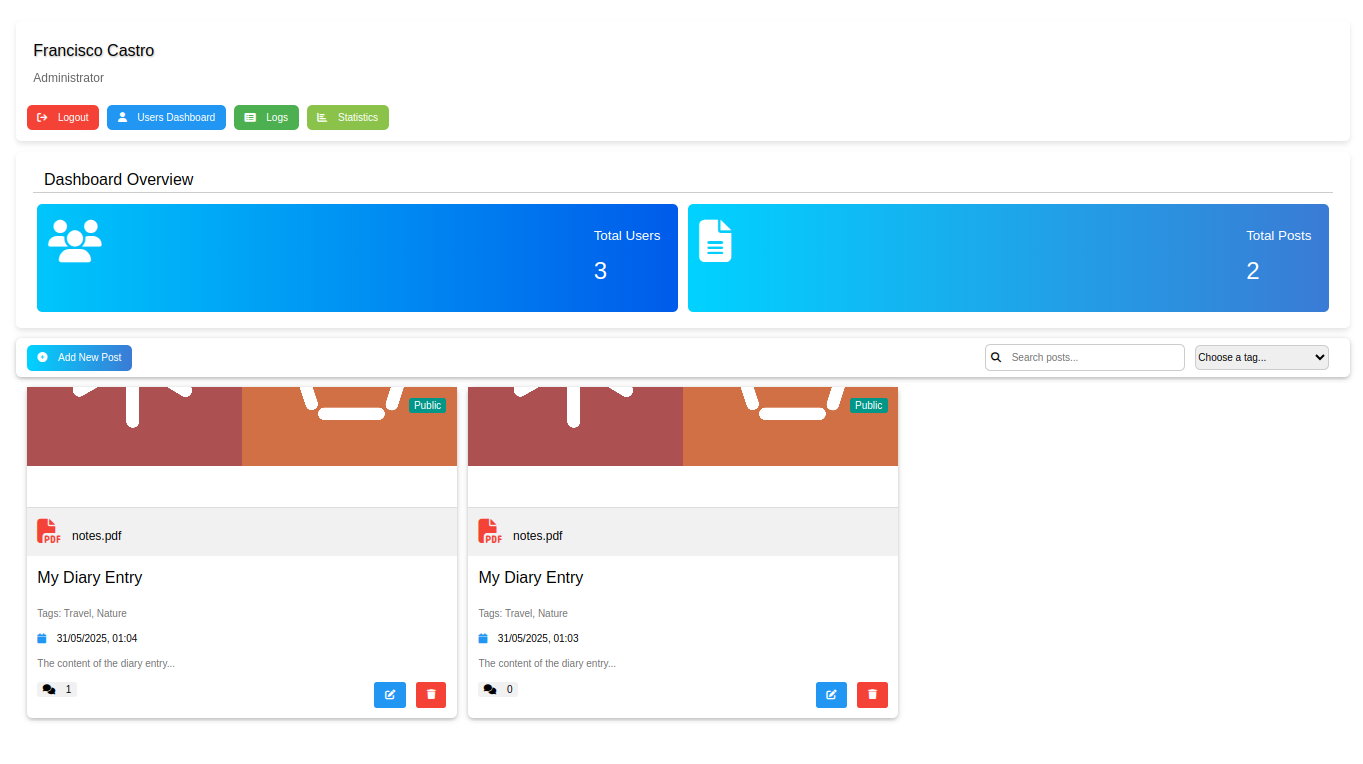 Francisco Castro
Administrator
Logout Users Dashboard Logs Statistics
Dashboard Overview
Total Users
3
Total Posts
2
Add New Post Search posts... Choose a tag...
Public
PDF notes.pdf
My Diary Entry
Tags: Travel, Nature
31/05/2025, 01:04
The content of the diary entry...
1
Public
PDF notes.pdf
My Diary Entry
Tags: Travel, Nature
31/05/2025, 01:03
The content of the diary entry...
0